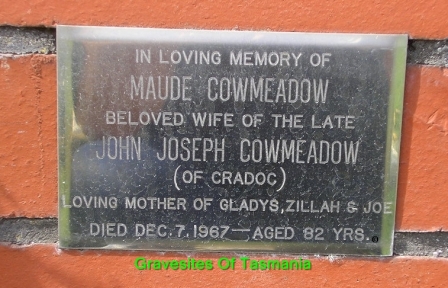 IN LOVING MEMORY OF
MAUDE COWMEADOW
BELOVED WIFE OF THE LATE
JOHN JOSEPH COWMEADOW
(OF CRADOC)
LOVING MOTHER OF GLADYS, ZILLAH & JOE
DIED DEC. 7. 1967 — AGED 82 YRS.
Gravesites Of Tasmania